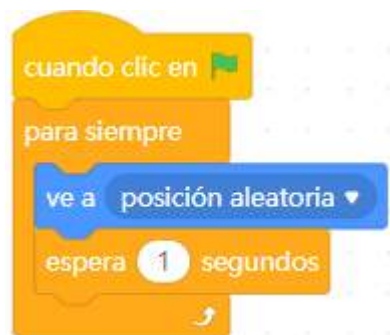 cuando clic en
para siempre
ve a posición aleatoria
espera 1 segundos